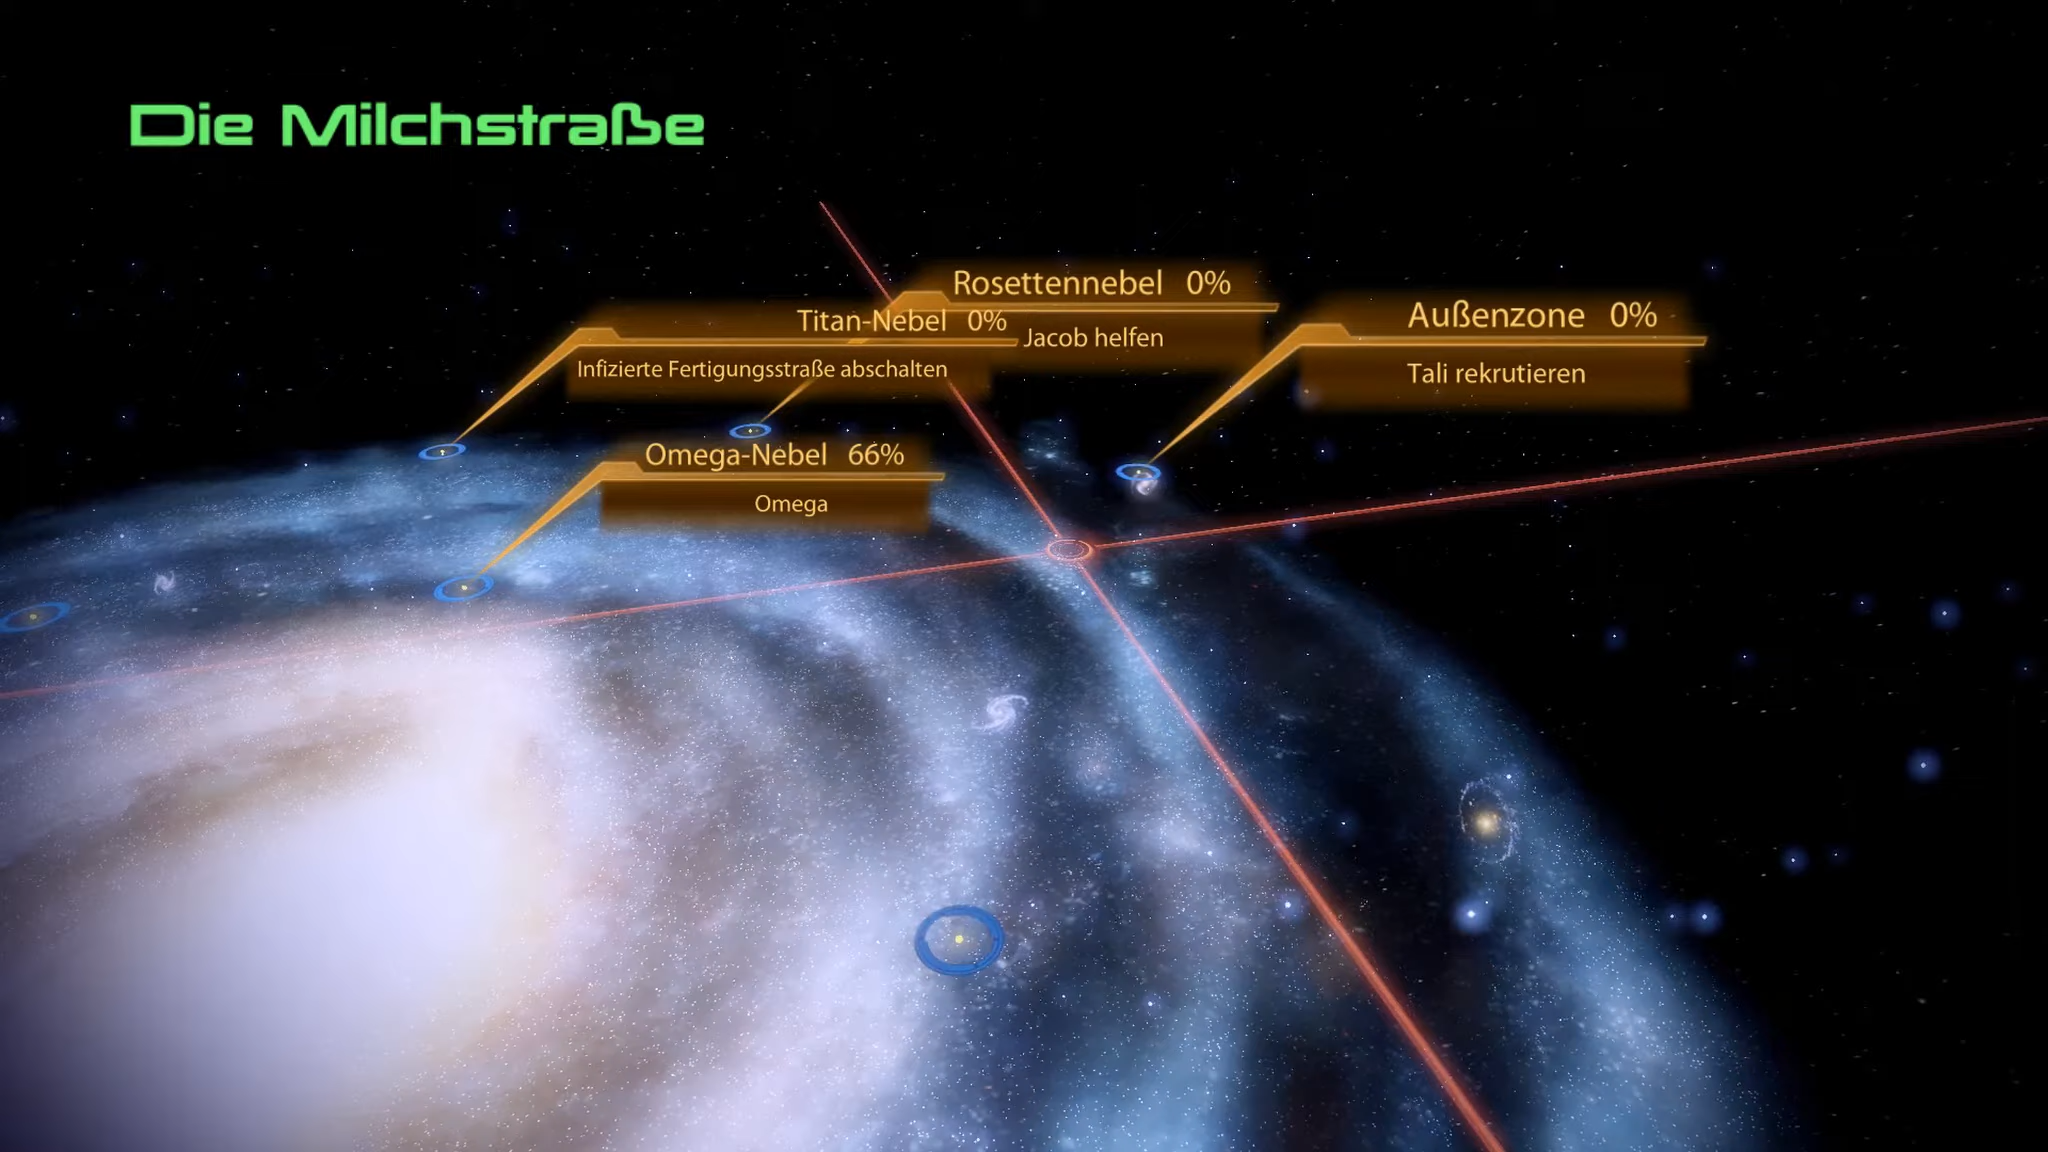 Die Milchstraße
Rosettennebel 0%
Jacob helfen
Titan-Nebel 0%
Infizierte Fertigungsstraße abschalten
Außenzone 0%
Tali rekrutieren
Omega-Nebel 66%
Omega